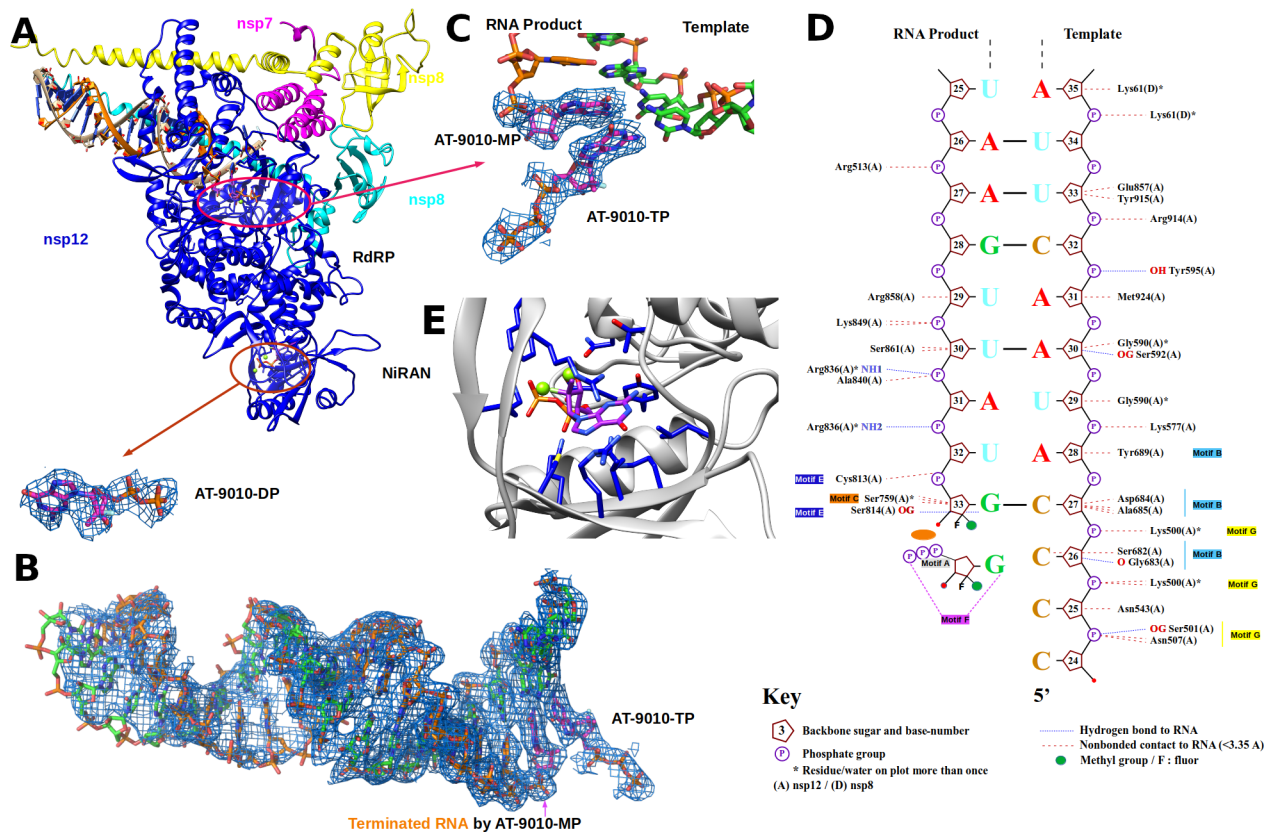 A
nsp7
nsp8
nsp8
nsp12
RdRP
NiRAN
AT-9010-DP
B
AT-9010-TP
Terminated RNA by AT-9010-MP
C
RNA Product
Template
AT-9010-MP
AT-9010-TP
E
D
RNA Product
Template
25 U A 35 Lys61(D)*
P Lys61(D)*
26 A U 34
Arg513(A) P P
27 A U 33 Glu857(A)
Tyr915(A)
P P Arg914(A)
28 G C 32
P P OH Tyr595(A)
Arg858(A) 29 U A 31 Met924(A)
Lys849(A) P P
Ser861(A) 30 U A 30 Gly590(A)*
OG Ser592(A)
Arg836(A)* NH1 P P
Ala840(A)
31 A U 29 Gly590(A)*
Arg836(A)* NH2 P P Lys577(A)
32 U A 28 Tyr689(A) Motif B
Motif E Cys813(A) P P
Motif C Ser759(A)* 33 G C 27 Asp684(A)
Ala685(A) Motif B
Motif E Ser814(A) OG
F
P Lys500(A)* Motif G
P P P Motif A G
F
C 26 Ser682(A)
O Gly683(A) Motif B
P Lys500(A)* Motif G
Motif F
C 25 Asn543(A)
P OG Ser501(A)
Asn507(A) Motif G
C 24
5’
Key
3 Backbone sugar and base-number
P Phosphate group
* Residue/water on plot more than once
(A) nsp12 / (D) nsp8
Hydrogen bond to RNA
Nonbonded contact to RNA (<3.35 A)
Methyl group / F : fluor